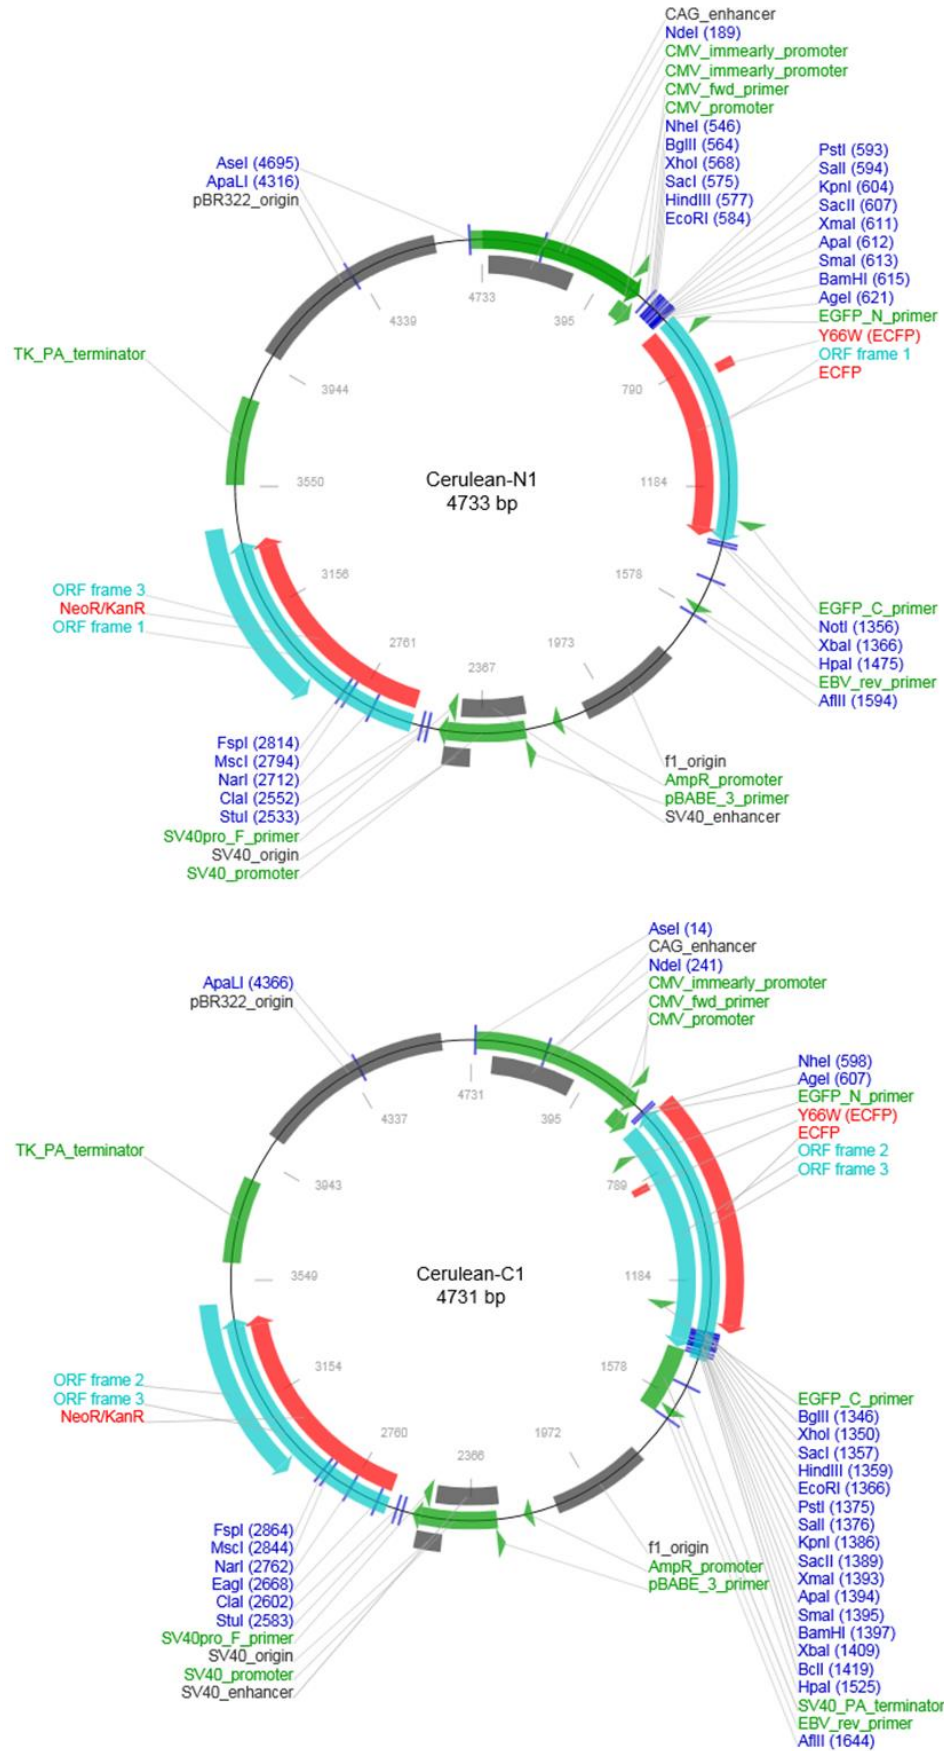 CAG_enhancer
NdeI (189)
CMV_immearly_promoter
CMV_immearly_promoter
CMV_fwd_primer
CMV_promoter
NheI (546)
BglII (564)
XhoI (568)
SacI (575)
HindIII (577)
EcoRI (584)
PstI (593)
SalI (594)
KpnI (604)
SacII (607)
XmaI (611)
ApaI (612)
SmaI (613)
BamHI (615)
AgeI (621)
EGFP_N_primer
Y66W (ECFP)
ORF frame 1
ECFP
AseI (4695)
ApaLI (4316)
pBR322_origin
TK_PA_terminator
4733
395
790
1184
1578
1973
2367
2761
3156
3550
3944
4339
Cerulean-N1
4733 bp
ORF frame 3
NeoR/KanR
ORF frame 1
EGFP_C_primer
NotI (1356)
XbaI (1366)
HpaI (1475)
EBV_rev_primer
AflII (1594)
FspI (2814)
MscI (2794)
NarI (2712)
ClaI (2552)
StuI (2533)
SV40pro_F_primer
SV40_origin
SV40_promoter
f1_origin
AmpR_promoter
pBABE_3_primer
SV40_enhancer
AseI (14)
CAG_enhancer
NdeI (241)
CMV_immearly_promoter
CMV_fwd_primer
CMV_promoter
ApaLI (4366)
pBR322_origin
NheI (598)
AgeI (607)
EGFP_N_primer
Y66W (ECFP)
ECFP
ORF frame 2
ORF frame 3
TK_PA_terminator
4731
395
789
1184
1578
1972
2366
2760
3154
3549
3943
4337
Cerulean-C1
4731 bp
ORF frame 2
ORF frame 3
NeoR/KanR
EGFP_C_primer
BglII (1346)
XhoI (1350)
SacI (1357)
HindIII (1359)
EcoRI (1366)
PstI (1375)
SalI (1376)
KpnI (1386)
SacII (1389)
XmaI (1393)
ApaI (1394)
SmaI (1395)
BamHI (1397)
XbaI (1409)
BclI (1419)
HpaI (1525)
SV40_PA_terminator
EBV_rev_primer
AflII (1644)
FspI (2864)
MscI (2844)
NarI (2762)
EagI (2668)
ClaI (2602)
StuI (2583)
SV40pro_F_primer
SV40_origin
SV40_promoter
SV40_enhancer
f1_origin
AmpR_promoter
pBABE_3_primer